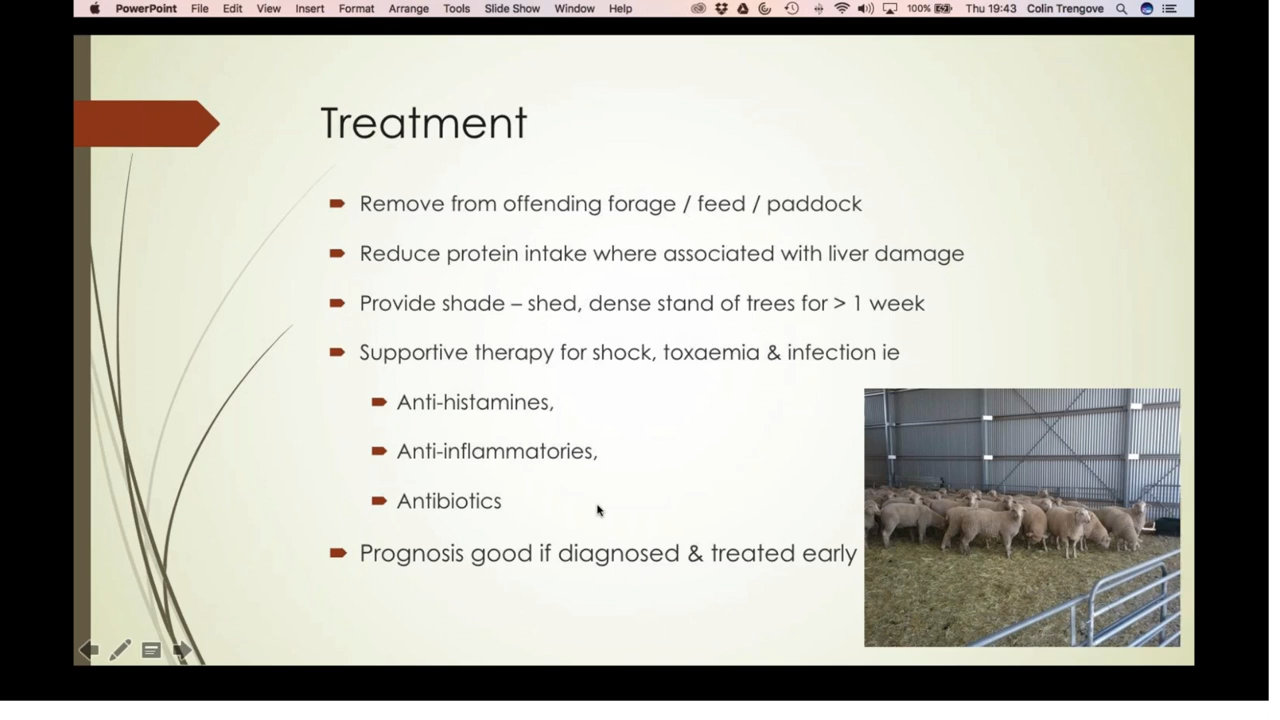 PowerPoint File Edit View Insert Format Arrange Tools Slide Show Window Help 100% Thu 19:43 Colin Trengove
Treatment
Remove from offending forage / feed / paddock
Reduce protein intake where associated with liver damage
Provide shade – shed, dense stand of trees for > 1 week
Supportive therapy for shock, toxaemia & infection ie
Anti-histamines,
Anti-inflammatories,
Antibiotics
Prognosis good if diagnosed & treated early